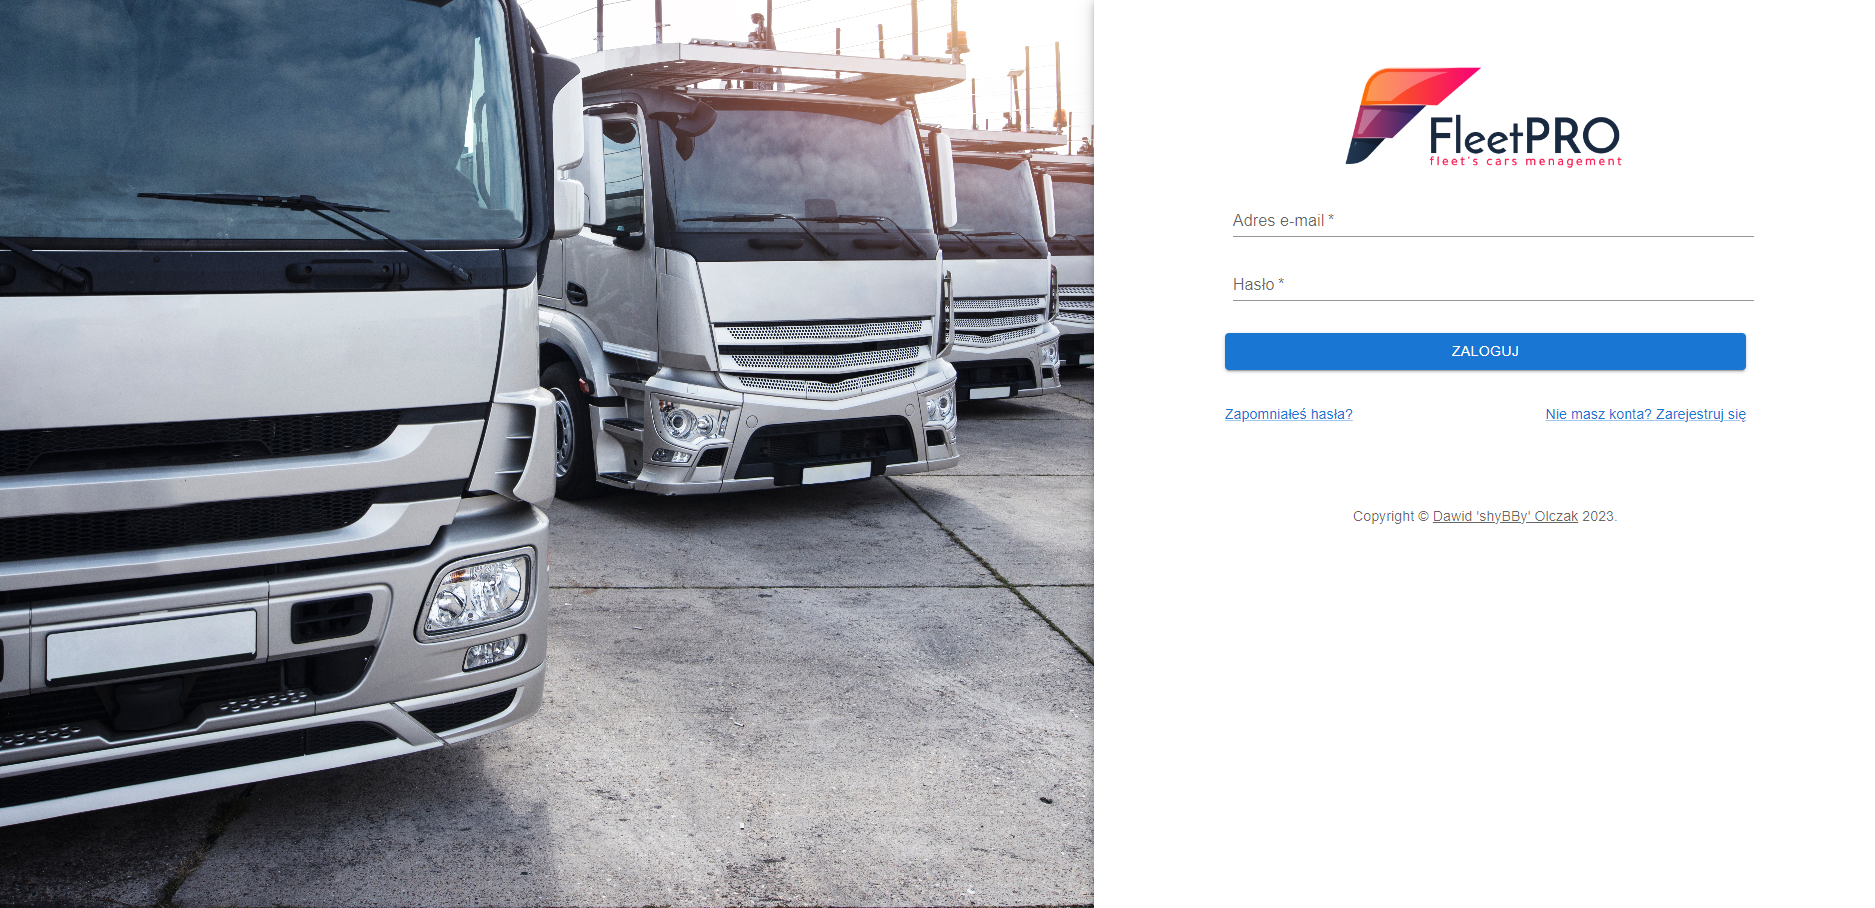 FleetPRO
fleet's cars menagement
Adres e-mail *
Hasło *
ZALOGUJ
Zapomniałeś hasła?
Nie masz konta? Zarejestruj się
Copyright © Dawid 'shyBBy' Olczak 2023.